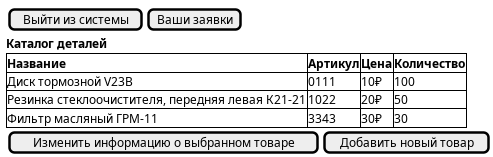 Выйти из системы Ваши заявки
Каталог деталей
Название Артикул Цена Количество
Диск тормозной V23B 0111 10₽ 100
Резинка стеклоочистителя, передняя левая K21-21 1022 20₽ 50
Фильтр масляный ГРМ-11 3343 30₽ 30
Изменить информацию о выбранном товаре Добавить новый товар